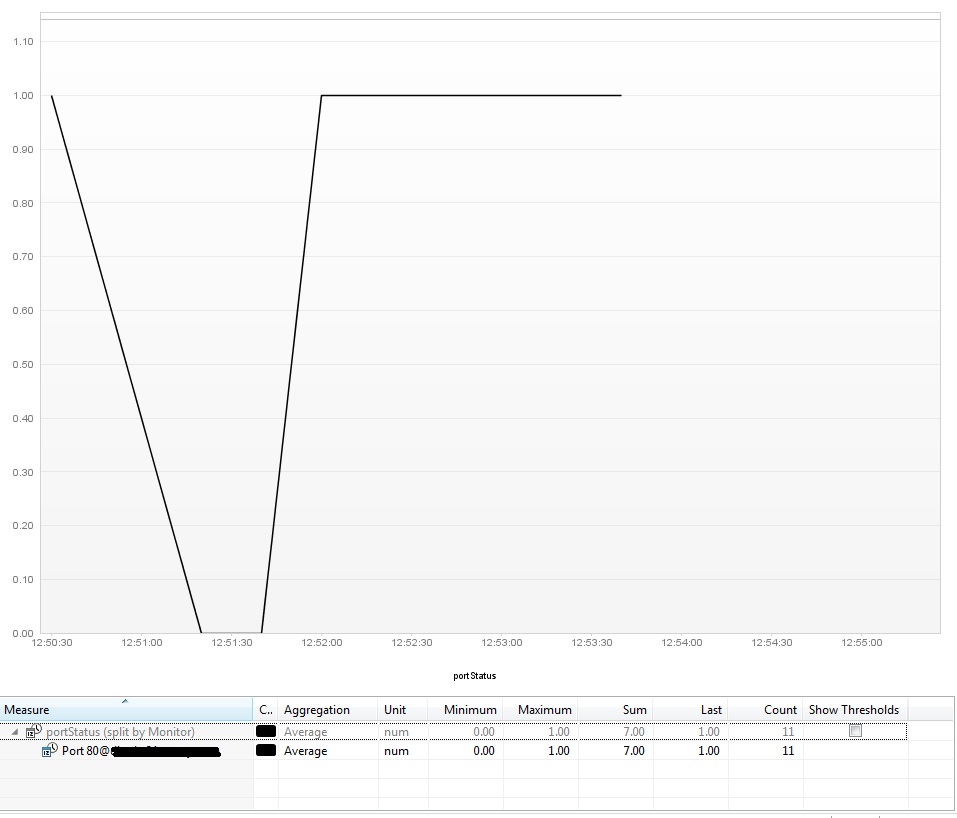 1.10
1.00
0.90
0.80
0.70
0.60
0.50
0.40
0.30
0.20
0.10
0.00
12:50:30 12:51:00 12:51:30 12:52:00 12:52:30 12:53:00 12:53:30 12:54:00 12:54:30 12:55:00
portStatus
Measure C.. Aggregation Unit Minimum Maximum Sum Last Count Show Thresholds
portStatus (split by Monitor) Average num 0.00 1.00 7.00 1.00 11
Port 80@ Average num 0.00 1.00 7.00 1.00 11